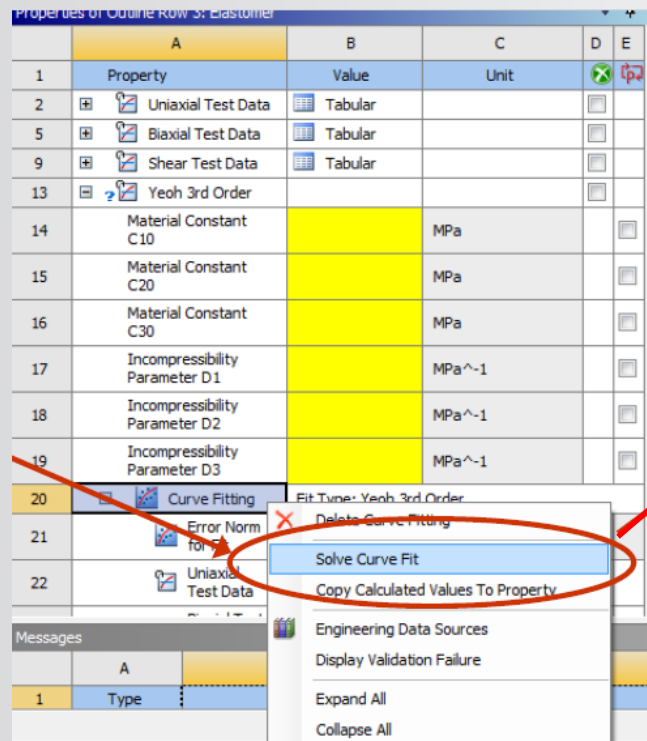 Properties of Outline Row 3: Elastomer
A B C D E
1 Property Value Unit
2 Uniaxial Test Data Tabular
5 Biaxial Test Data Tabular
9 Shear Test Data Tabular
13 ? Yeoh 3rd Order
14 Material Constant C10 MPa
15 Material Constant C20 MPa
16 Material Constant C30 MPa
17 Incompressibility Parameter D1 MPa^-1
18 Incompressibility Parameter D2 MPa^-1
19 Incompressibility Parameter D3 MPa^-1
20 Curve Fitting Fit Type: Yeoh 3rd Order
21 Error Norm for Fit
22 Uniaxial Test Data
Delete Curve Fitting
Solve Curve Fit
Copy Calculated Values To Property
Engineering Data Sources
Display Validation Failure
Expand All
Collapse All
Messages
A
1 Type